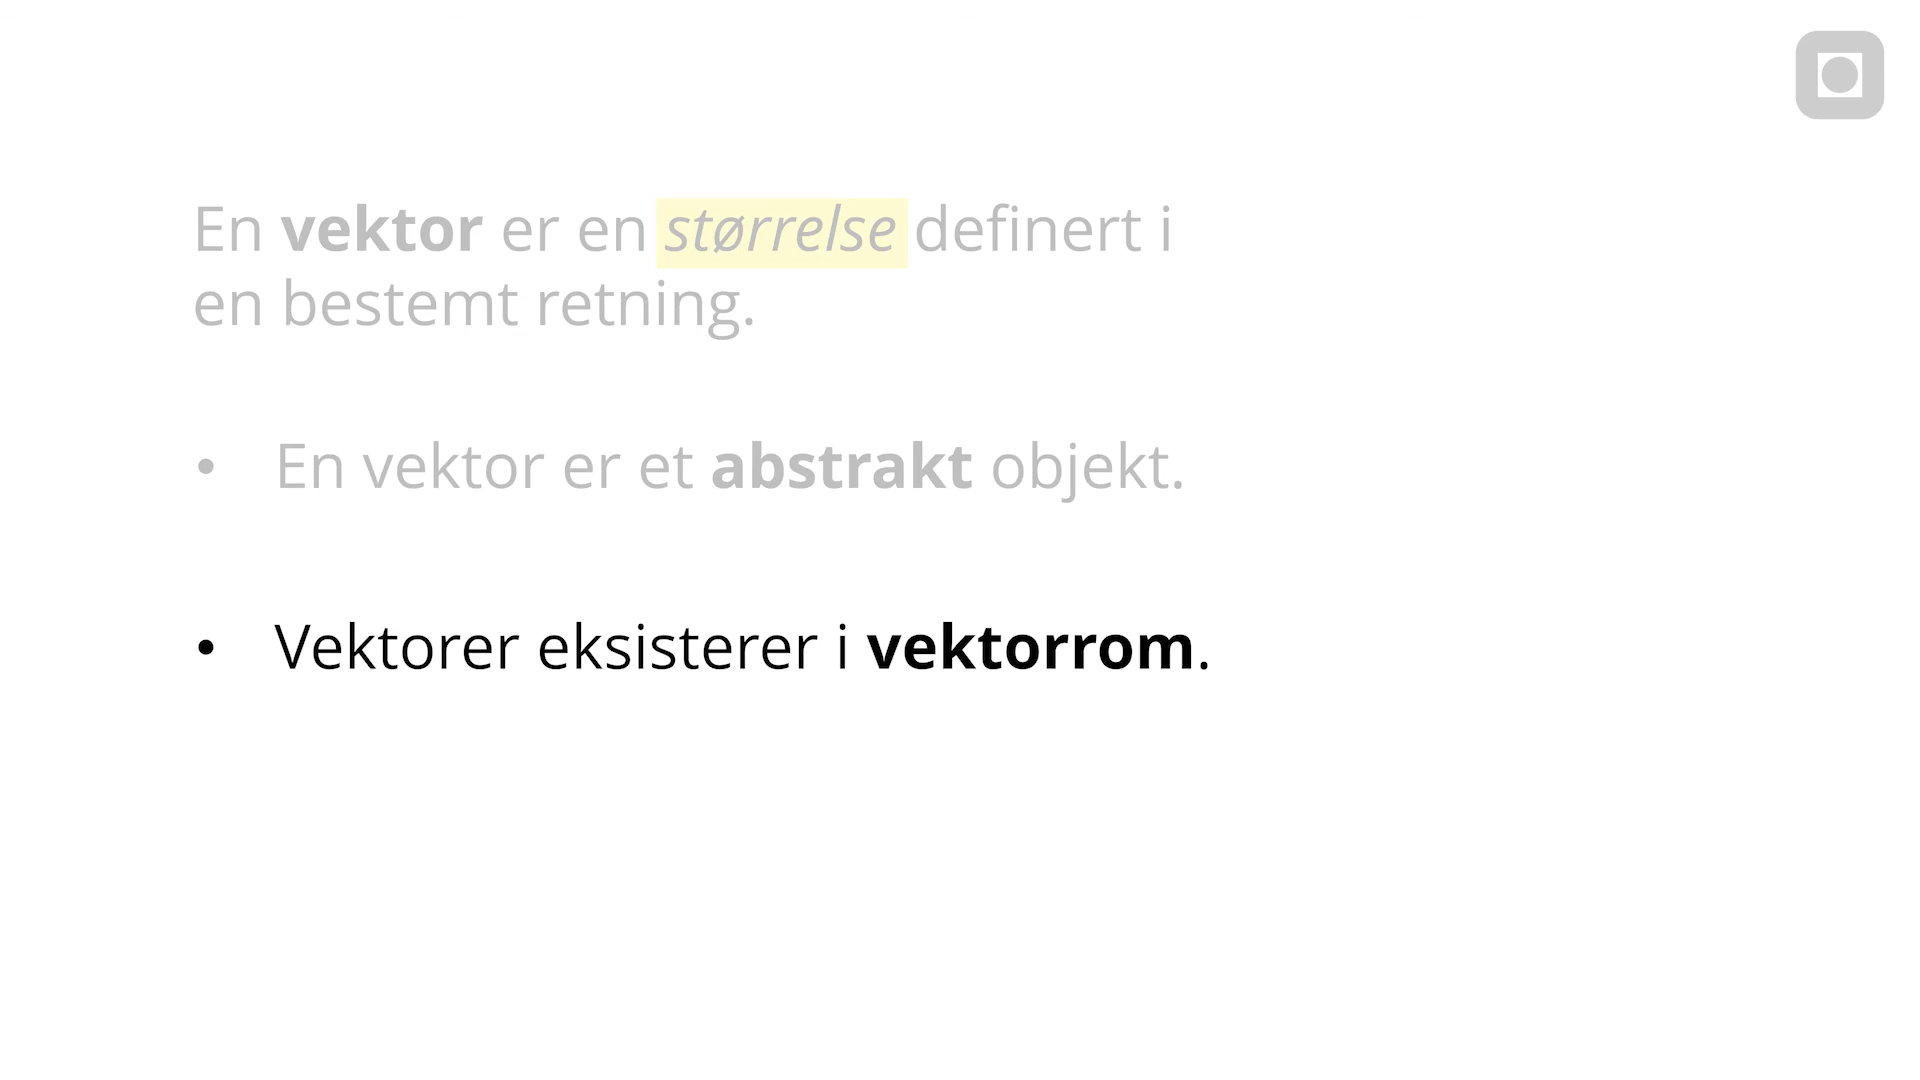 En vektor er en størrelse definert i
en bestemt retning.
• En vektor er et abstrakt objekt.
• Vektorer eksisterer i vektorrom.